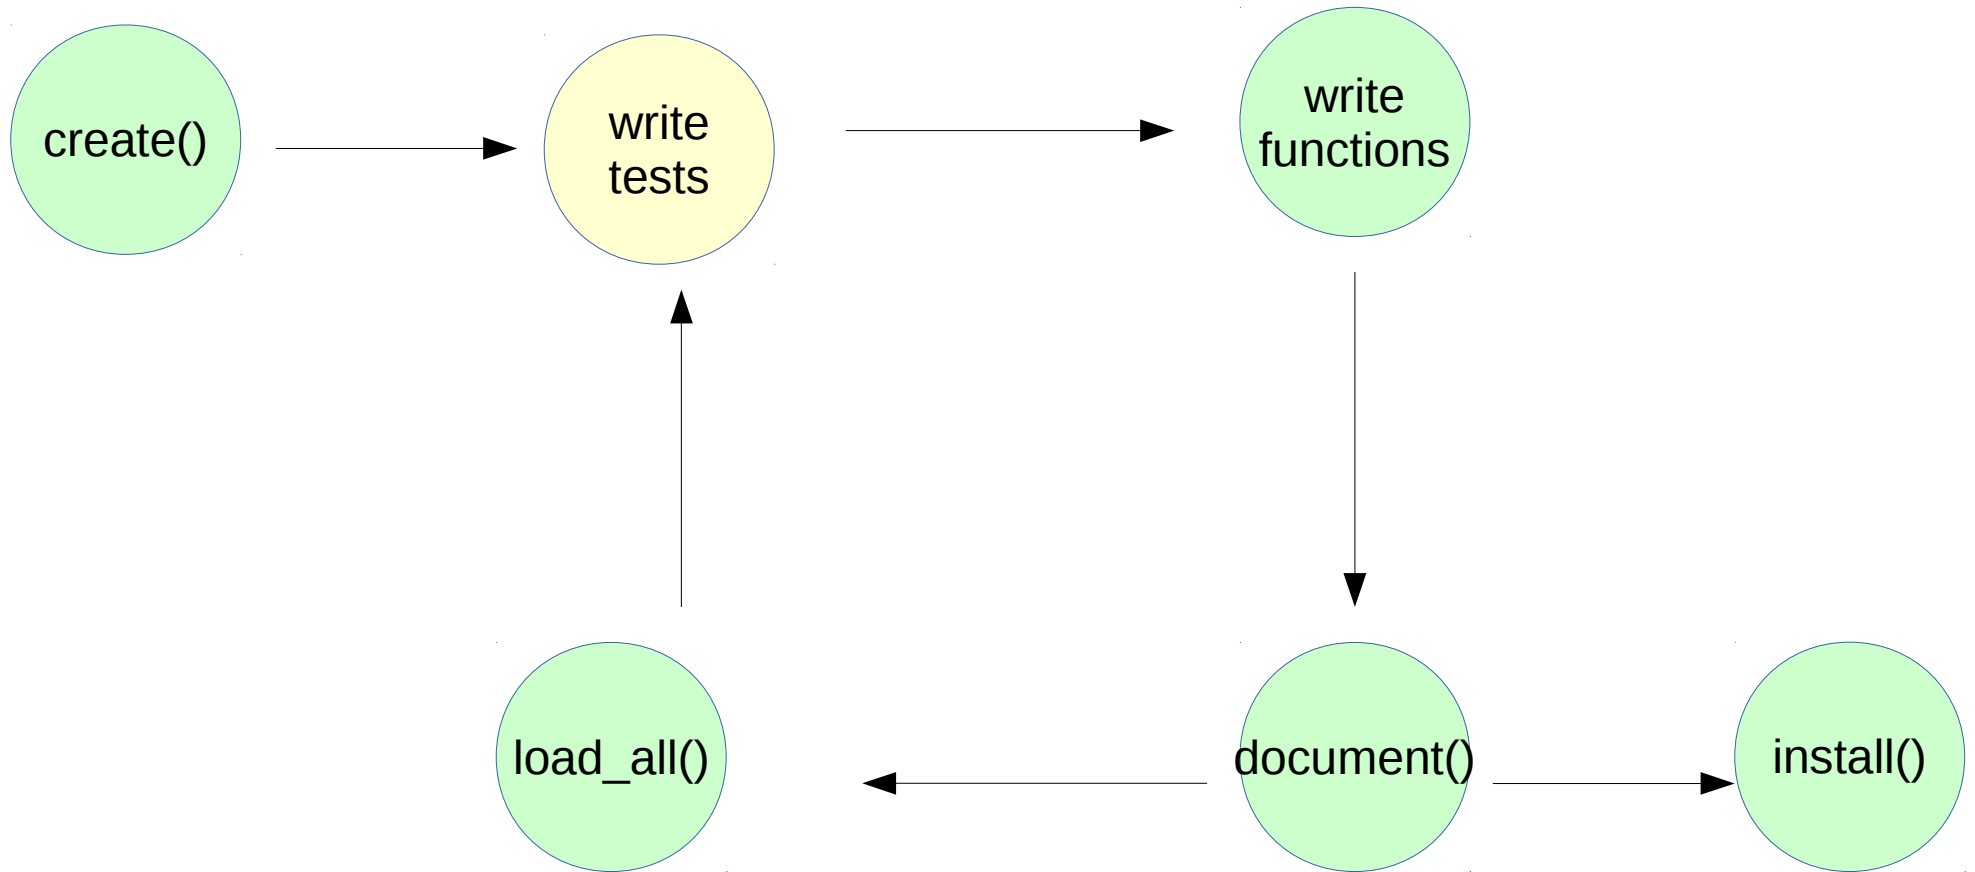 create()
write
tests
write
functions
load_all()
document()
install()